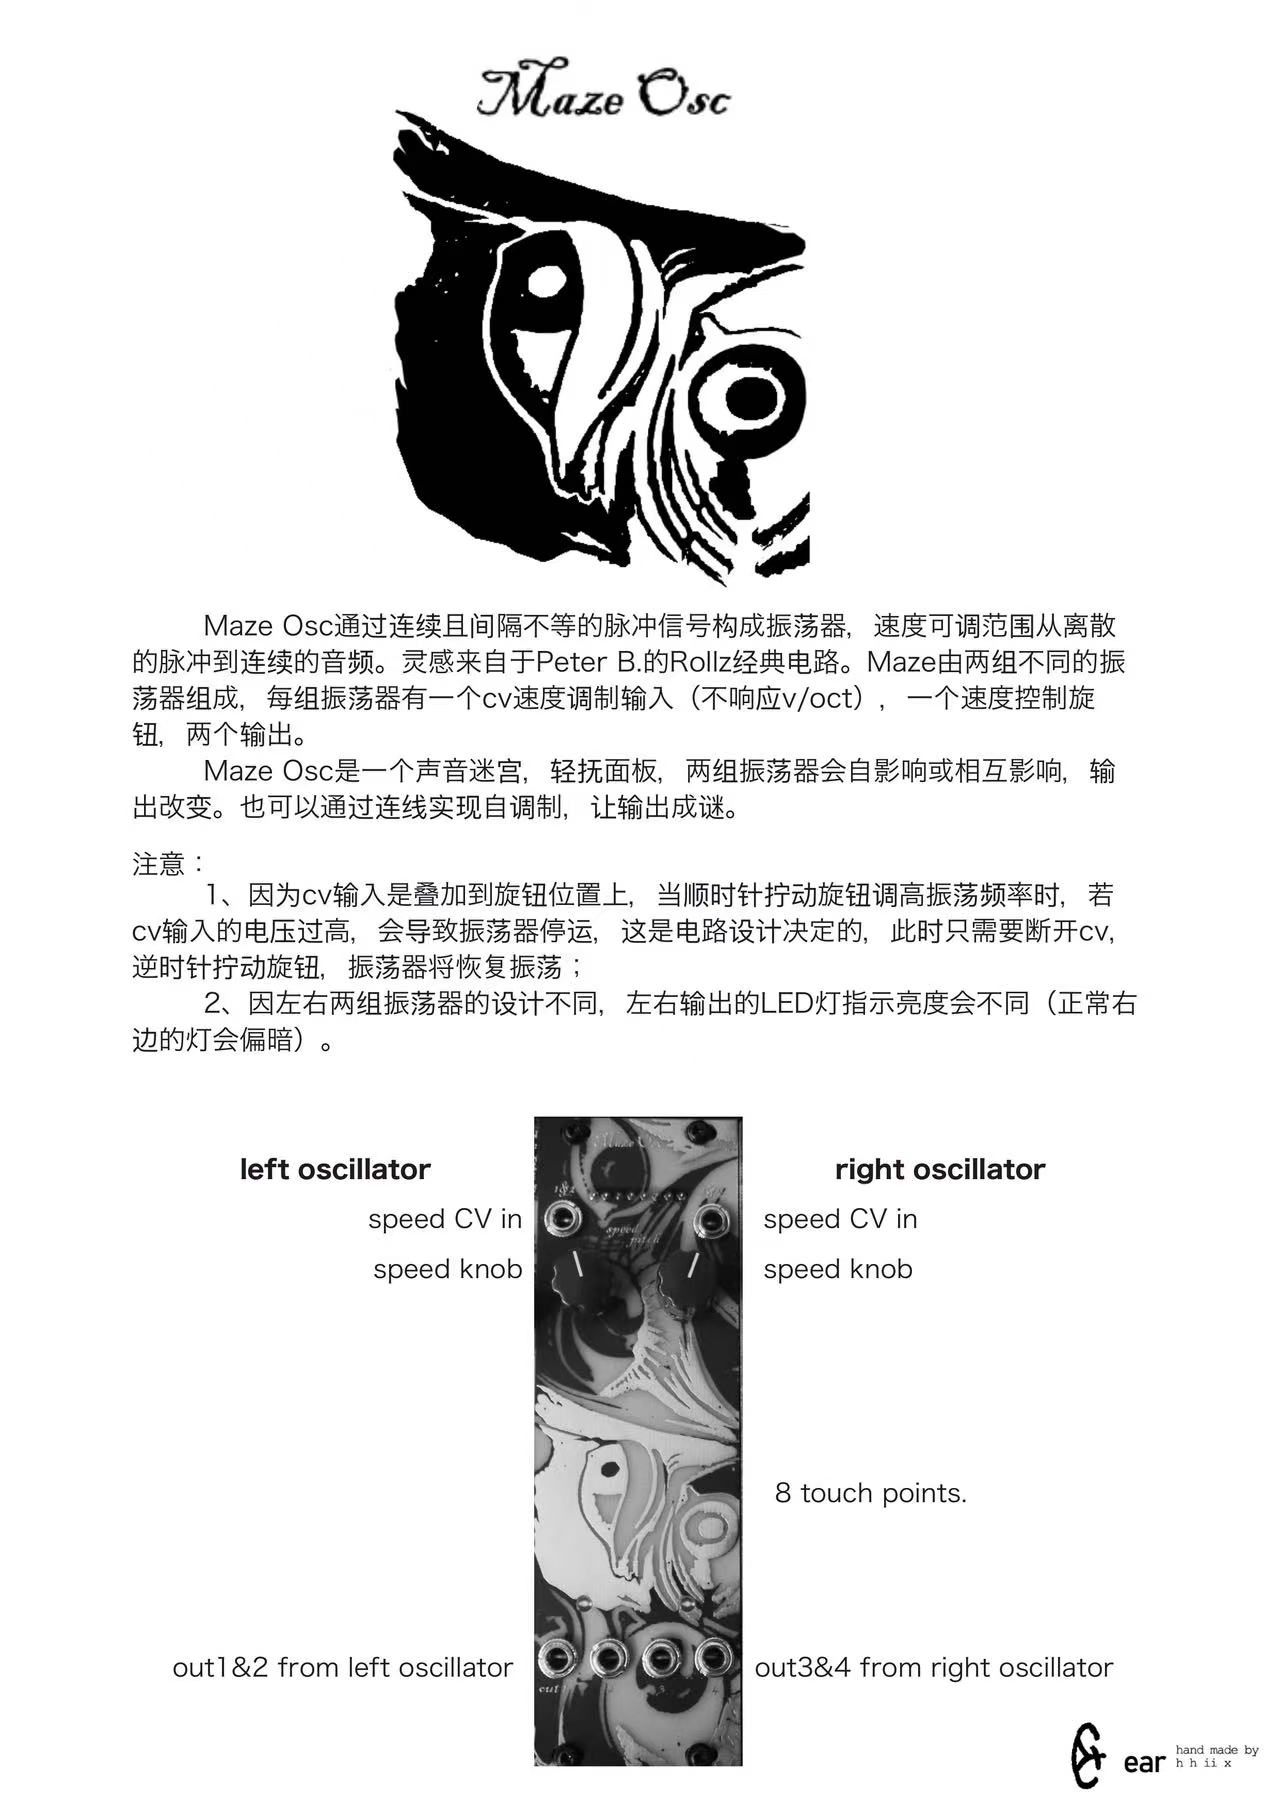 Maze Osc
Maze Osc通过连续且间隔不等的脉冲信号构成振荡器，速度可调范围从离散
的脉冲到连续的音频。灵感来自于Peter B.的Rollz经典电路。Maze由两组不同的振
荡器组成，每组振荡器有一个cv速度调制输入（不响应v/oct），一个速度控制旋
钮，两个输出。
Maze Osc是一个声音迷宫，轻抚面板，两组振荡器会自影响或相互影响，输
出改变。也可以通过连线实现自调制，让输出成谜。
注意：
1、因为cv输入是叠加到旋钮位置上，当顺时针拧动旋钮调高振荡频率时，若
cv输入的电压过高，会导致振荡器停运，这是电路设计决定的，此时只需要断开cv,
逆时针拧动旋钮，振荡器将恢复振荡；
2、因左右两组振荡器的设计不同，左右输出的LED灯指示亮度会不同（正常右
边的灯会偏暗）。
left oscillator
right oscillator
Maze Osc
1&2
speed CV in
speed CV in
speed
pitch
speed knob
speed knob
8 touch points.
out1&2 from left oscillator
out3&4 from right oscillator
out1
3
4
ear
hand made by
h h ii x